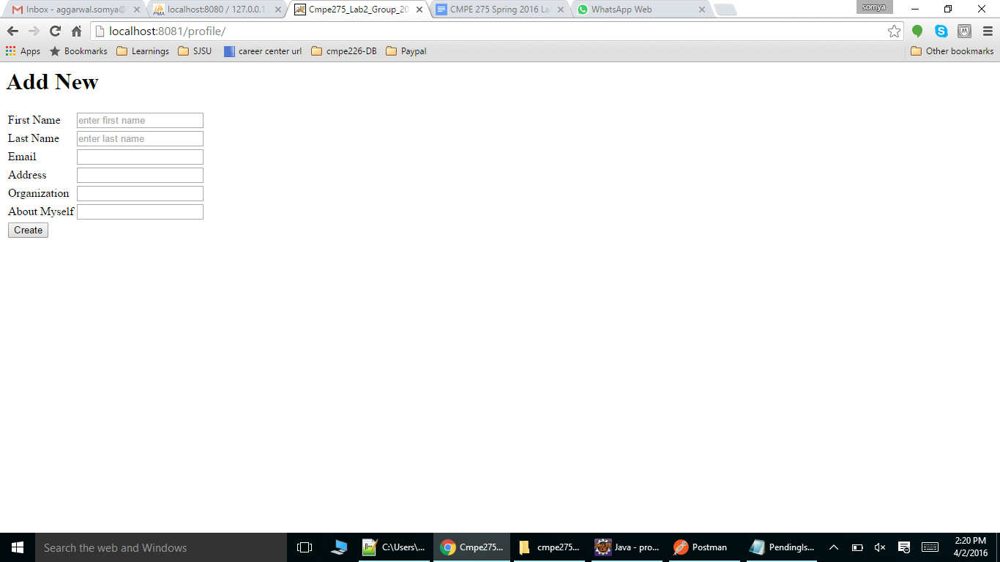 Inbox - aggarwal.somya@
localhost:8080 / 127.0.0.1
Cmpe275_Lab2_Group_20
CMPE 275 Spring 2016 La
WhatsApp Web
somya
localhost:8081/profile/
Apps
Bookmarks
Learnings
SJSU
career center url
cmpe226-DB
Paypal
Other bookmarks
Add New
First Name enter first name
Last Name enter last name
Email
Address
Organization
About Myself
Create
Search the web and Windows
C:\Users\...
Cmpe275...
cmpe275...
Java - pro...
Postman
PendingIs...
2:20 PM
4/2/2016